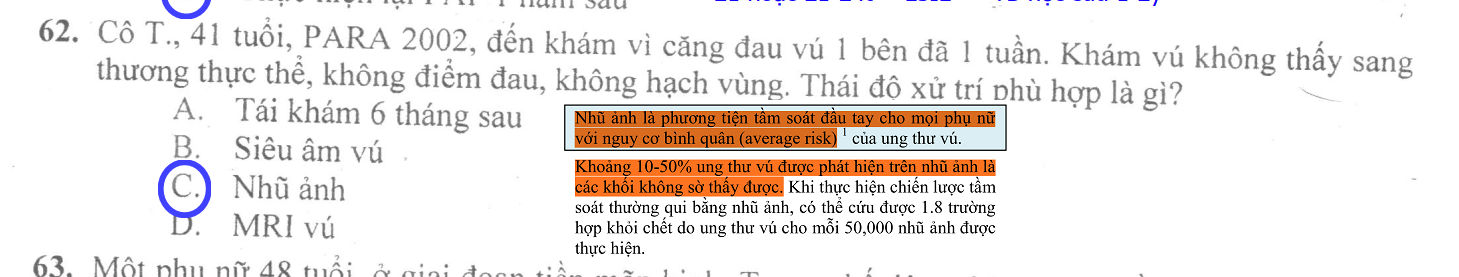 62. Cô T., 41 tuổi, PARA 2002, đến khám vì căng đau vú 1 bên đã 1 tuần. Khám vú không thấy sang
thương thực thể, không điểm đau, không hạch vùng. Thái độ xử trí phù hợp là gì?
A. Tái khám 6 tháng sau
B. Siêu âm vú
C. Nhũ ảnh
D. MRI vú
Nhũ ảnh là phương tiện tầm soát đầu tay cho mọi phụ nữ
với nguy cơ bình quân (average risk) 1 của ung thư vú.
Khoảng 10-50% ung thư vú được phát hiện trên nhũ ảnh là
các khối không sờ thấy được. Khi thực hiện chiến lược tầm
soát thường qui bằng nhũ ảnh, có thể cứu được 1.8 trường
hợp khỏi chết do ung thư vú cho mỗi 50,000 nhũ ảnh được
thực hiện.
63. Một phụ nữ 48 tuổi, ở giai đoạn